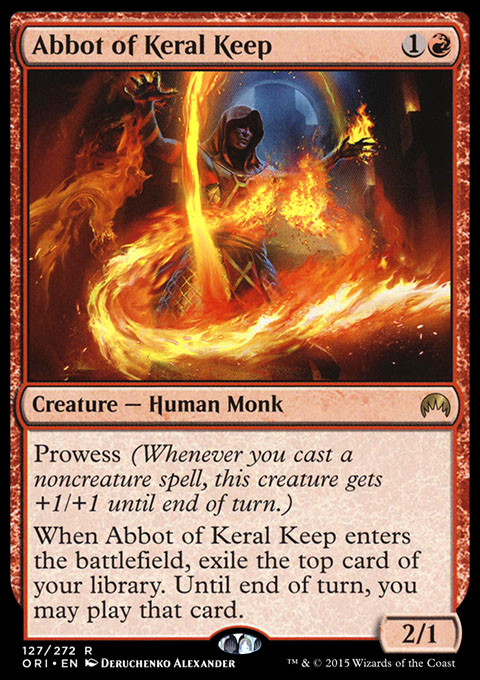 Abbot of Keral Keep 1
Creature — Human Monk
Prowess (Whenever you cast a
noncreature spell, this creature gets
+1/+1 until end of turn.)
When Abbot of Keral Keep enters
the battlefield, exile the top card of
your library. Until end of turn, you
may play that card.
2/1
127/272 R
ORI • EN Deruchenko Alexander
™ & © 2015 Wizards of the Coast